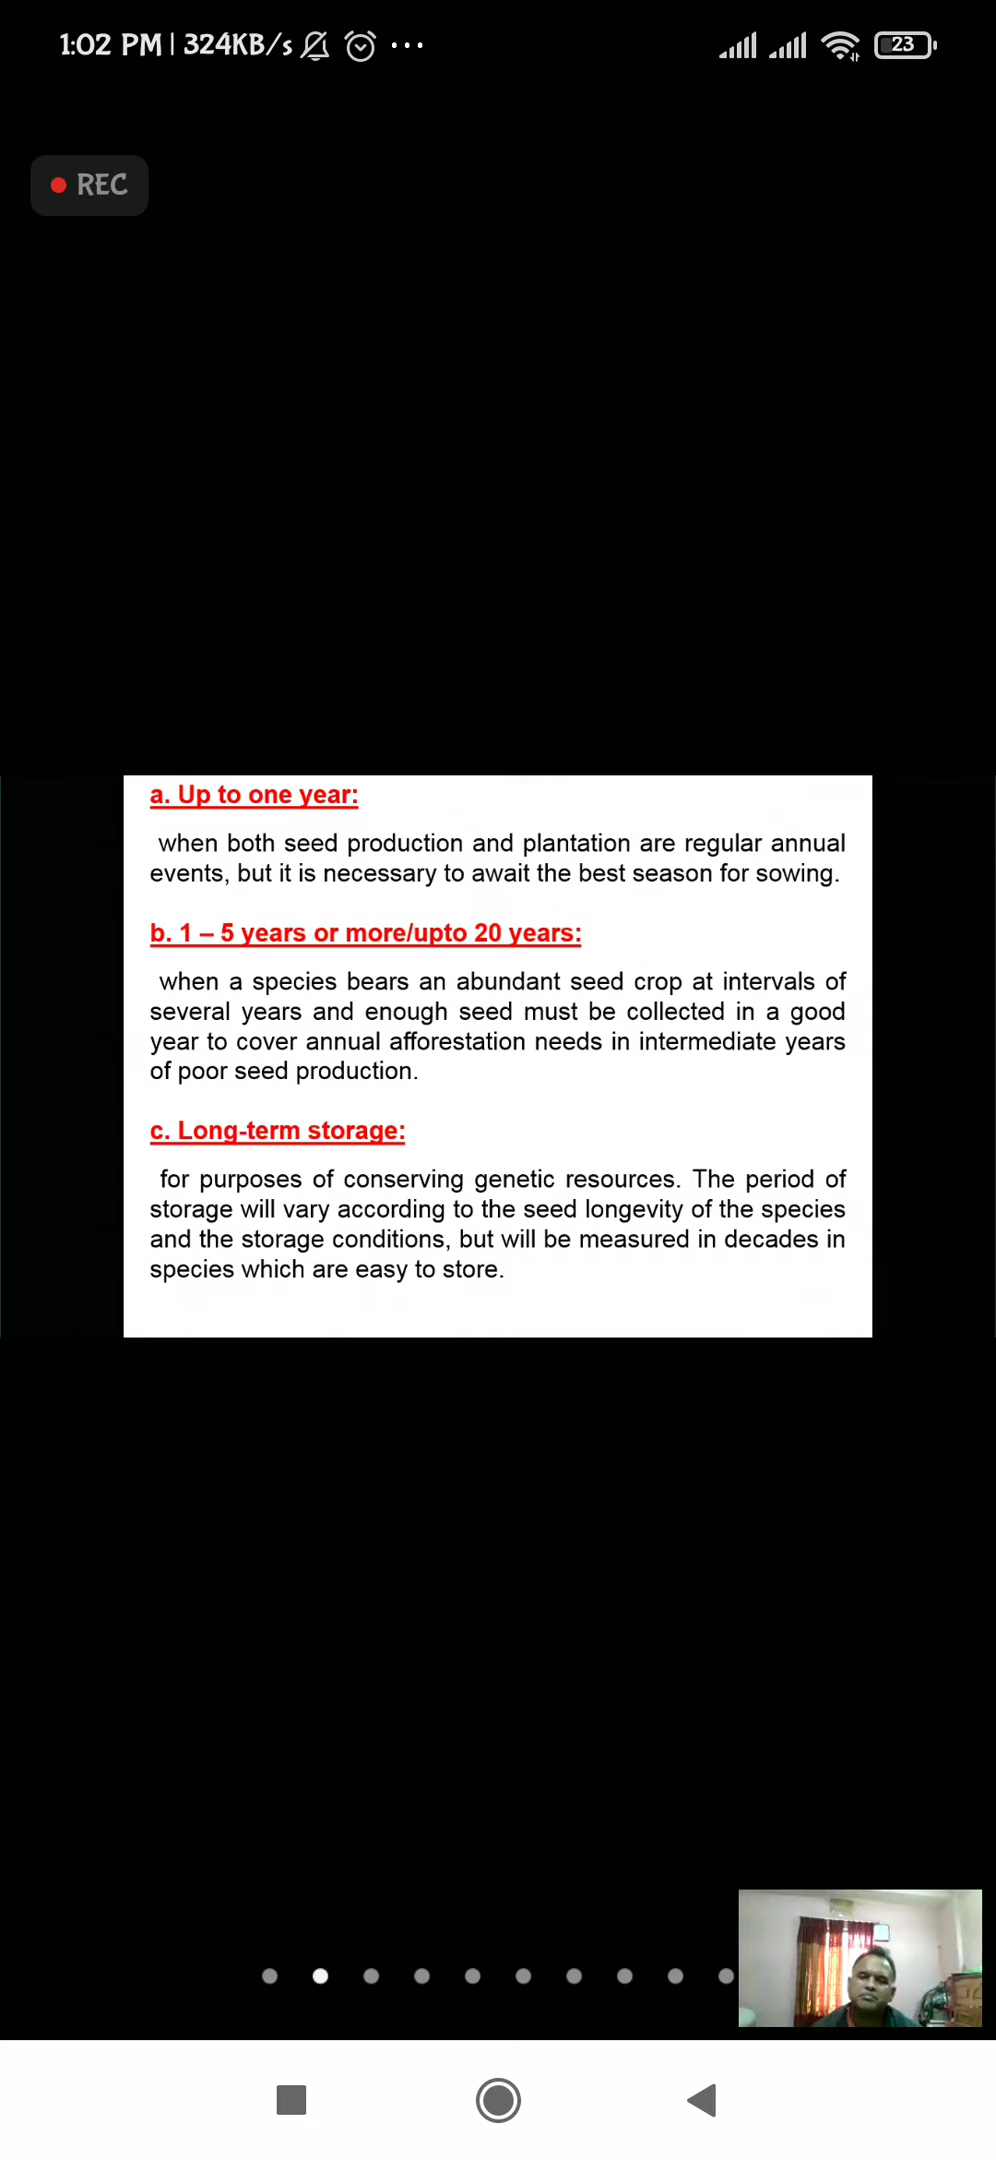 1:02 PM | 324KB/s ...
23
REC
a. Up to one year:
when both seed production and plantation are regular annual
events, but it is necessary to await the best season for sowing.
b. 1 – 5 years or more/upto 20 years:
when a species bears an abundant seed crop at intervals of
several years and enough seed must be collected in a good
year to cover annual afforestation needs in intermediate years
of poor seed production.
c. Long-term storage:
for purposes of conserving genetic resources. The period of
storage will vary according to the seed longevity of the species
and the storage conditions, but will be measured in decades in
species which are easy to store.